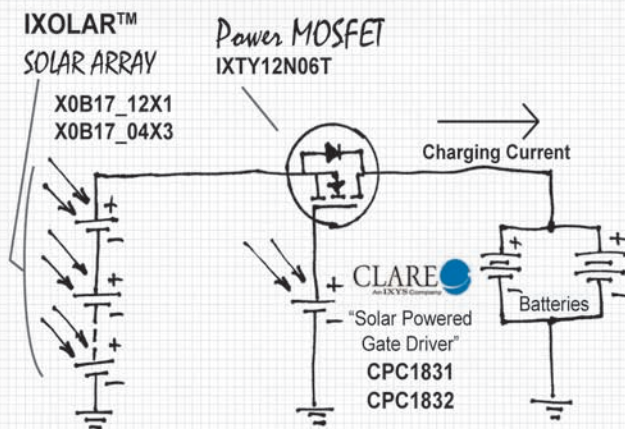 IXOLAR™
SOLAR ARRAY
X0B17_12X1
X0B17_04X3
Power MOSFET
IXTY12N06T
Charging Current
CLARE
An IXYS Company
"Solar Powered
Gate Driver"
CPC1831
CPC1832
Batteries
+
-
+
-
+
-
+
-
+
-
+
-